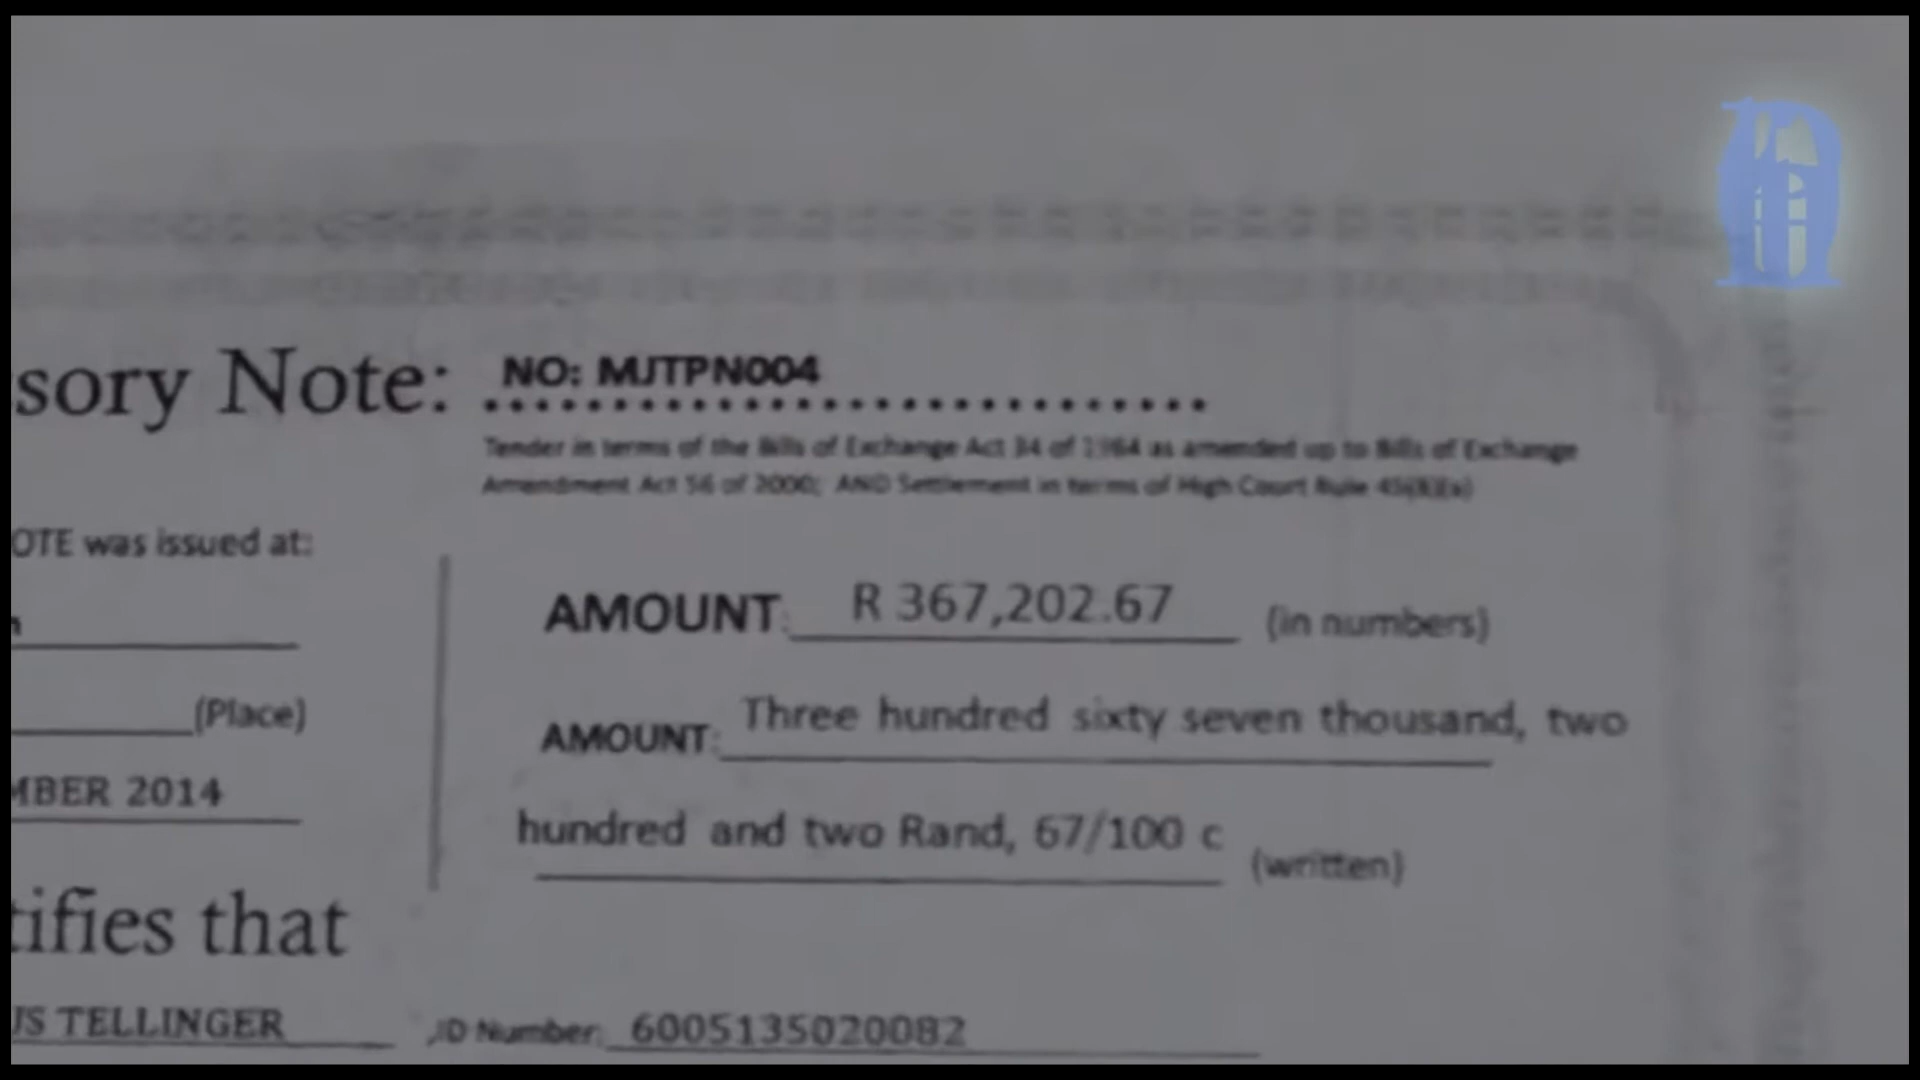 sory Note: NO: MJTPN004
Tender in terms of the Bills of Exchange Act 34 of 1964 as amended up to Bills of Exchange
Amendment Act 56 of 2000; AND Settlement in terms of High Court Rule
OTE was issued at:
AMOUNT: R 367,202.67 (in numbers)
(Place)
AMOUNT: Three hundred sixty seven thousand, two
MBER 2014
hundred and two Rand, 67/100 c (written)
tifies that
US TELLINGER ID Number: 6005135020082